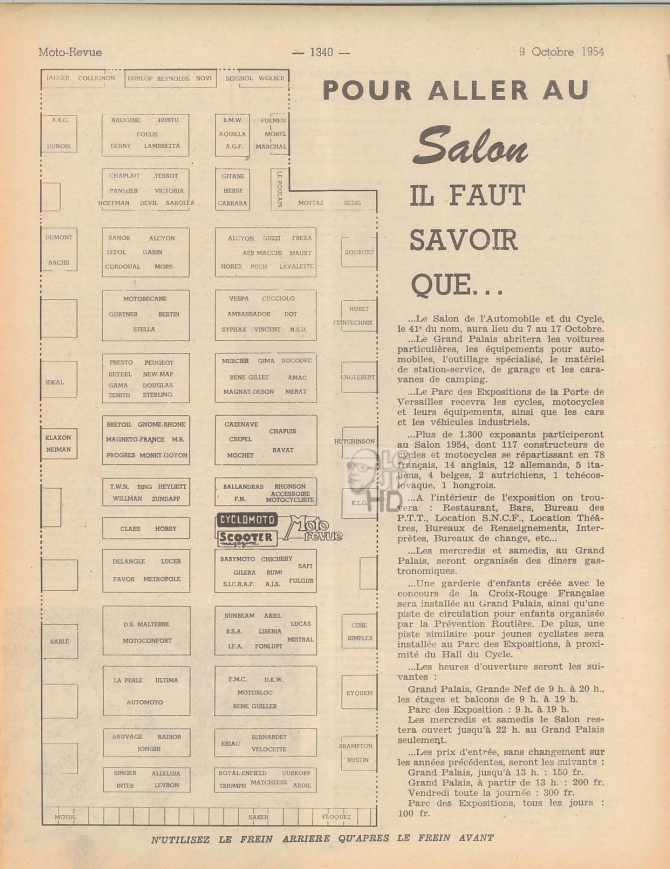 Moto-Revue
— 1340 —
9 Octobre 1954
JAEGER COLLIGNON
DUNLOP REYNOLDS NOVI
SEIGNOL WOLBER
POUR ALLER AU
Salon
IL FAUT
SAVOIR
QUE...
DUNOIS
FOLLIS
DERNY LAMBRETTA
B.M.W. FULMEN
AQUILLA MOREL
A.G.F. MARCHAL
CHAPLAIT TERROT
PANTHER VICTORIA
HOFFMAN DEVIL SAROLEA
GITANE
HERSE
CARRARA
LE POULAIN
MOTTAZ SEDIS
DUMONT
SACHS
SANOR ALCYON
LEPOL GARIN
CORDOUAL MORS
ALCYON GUZZI FREXA
AER MACCHI MAURY
HOREX PUCH LAVALETTE
SOUBITEZ
MOTOBECANE
GURTNER BERTIN
STELLA
VESPA CUCCIOLO
AMBASSADOR DOT
SYPHAX VINCENT N.S.U.
HURET
FEINTECHNIK
IDEAL
PRESTO PEUGEOT
REYDEL NEW-MAP
GAMA DOUGLAS
ZENITH STERLING
MERCIER GIMA SOCODEC
RENE GILLET AMAC
MAGNAT-DESON MERAT
ENGLEBERT
KLAXON
NEIMAN
BRETOIL GNOME-RHONE
MAGNETO-FRANCE M.R.
PROGRES MONET-GOYON
CAZENAVE
CHAPUIS
CSEPEL
RAVAT
MOCHET
HUTCHINSON
T.W.N. BING HEYLIETT
WILLMAN ZUNDAPP
BALLANDRAS RHONSON
F.N. ACCESSOIRE
MOTOCYCLISTE
CLAES HORSY
CYCLOMOTO
SCOOTER
magazine
Moto
revue
DELANGLE LUCER
FAVOR METROPOLE
BABYMOTO CHICHERY
GILERA RUMI SAFI
S.I.C.R.A.F. A.J.S. FULGUR
SABLÉ
D.S. MALTERRE
MOTOCONFORT
SUNBEAM ARIEL
LUCAS
B.S.A. LIBERIA
MISTRAL
I.F.A. FONLUPT
CIBIE
SIMPLEX
LA PERLE ULTIMA
AUTOMOTO
F.M.C. D.K.W.
MOTOBLOC
RENE GUILLER
EYQUEM
SAUVAGE RADIOR
JONGHI
BERNARDET
ERIAC
VELOCETTE
BRAMPTON
RUSTIN
SINGER ALLELUIA
INTER LEVRON
ROYAL-ENFIELD DURKOPP
TRIUMPH MATCHLESS ARDIE
MOTUL
SAKER
FLOQUET
...Le Salon de l'Automobile et du Cycle,
le 41e du nom, aura lieu du 7 au 17 Octobre.
...Le Grand Palais abritera les voitures
particulières, les équipements pour auto-
mobiles, l'outillage spécialisé, le matériel
de station-service, de garage et les cara-
vanes de camping.
...Le Parc des Expositions de la Porte de
Versailles recevra les cycles, motocycles
et leurs équipements, ainsi que les cars
et les véhicules industriels.
...Plus de 1.300 exposants participeront
au Salon 1954, dont 117 constructeurs de
cycles et motocycles se répartissant en 78
français, 14 anglais, 12 allemands, 5 ita-
liens, 4 belges, 2 autrichiens, 1 tchécos-
lovaque, 1 hongrois.
...A l'intérieur de l'exposition on trou-
vera : Restaurant, Bars, Bureau des
P.T.T., Location S.N.C.F., Location Théâ-
tres, Bureaux de Renseignements, Inter-
prètes, Bureaux de change, etc...
...Les mercredis et samedis, au Grand
Palais, seront organisés des diners gas-
tronomiques.
...Une garderie d'enfants créée avec le
concours de la Croix-Rouge Française
sera installée au Grand Palais, ainsi qu'une
piste de circulation pour enfants organisée
par la Prévention Routière. De plus, une
piste similaire pour jeunes cyclistes sera
installée au Parc des Expositions, à proxi-
mité du Hall du Cycle.
...Les heures d'ouverture seront les sui-
vantes :
Grand Palais, Grande Nef de 9 h. à 20 h.,
les étages et balcons de 9 h. à 19 h.
Parc des Exposition : 9 h. à 19 h.
Les mercredis et samedis le Salon res-
tera ouvert jusqu'à 22 h. au Grand Palais
seulement.
...Les prix d'entrée, sans changement sur
les années précédentes, seront les suivants :
Grand Palais, jusqu'à 13 h. : 150 fr.
Grand Palais, à partir de 13 h. : 200 fr.
Vendredi toute la journée : 300 fr.
Parc des Expositions, tous les jours :
100 fr.
N'UTILISEZ LE FREIN ARRIERE QU'APRES LE FREIN AVANT